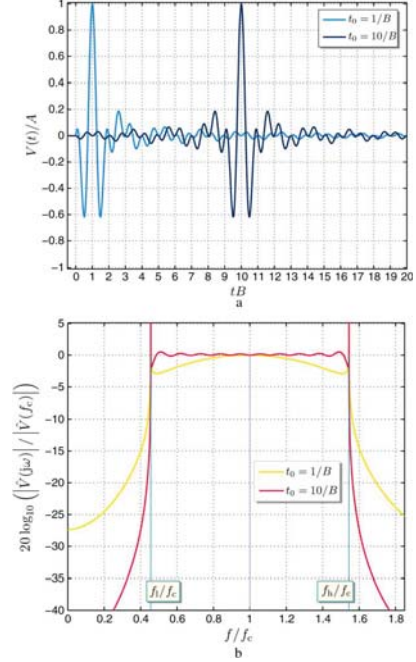 1
0.8
0.6
0.4
0.2
0
−0.2
−0.4
−0.6
−0.8
−1
V(t)/A
t₀ = 1/B
t₀ = 10/B
0 1 2 3 4 5 6 7 8 9 10 11 12 13 14 15 16 17 18 19 20
tB
a
5
0
−5
−10
−15
−20
−25
−30
−35
−40
20 log₁₀ (|V̂(jω)| / |V̂(f_c)|)
t₀ = 1/B
t₀ = 10/B
f_l/f_c
f_h/f_c
0 0.2 0.4 0.6 0.8 1 1.2 1.4 1.6 1.8
f/f_c
b